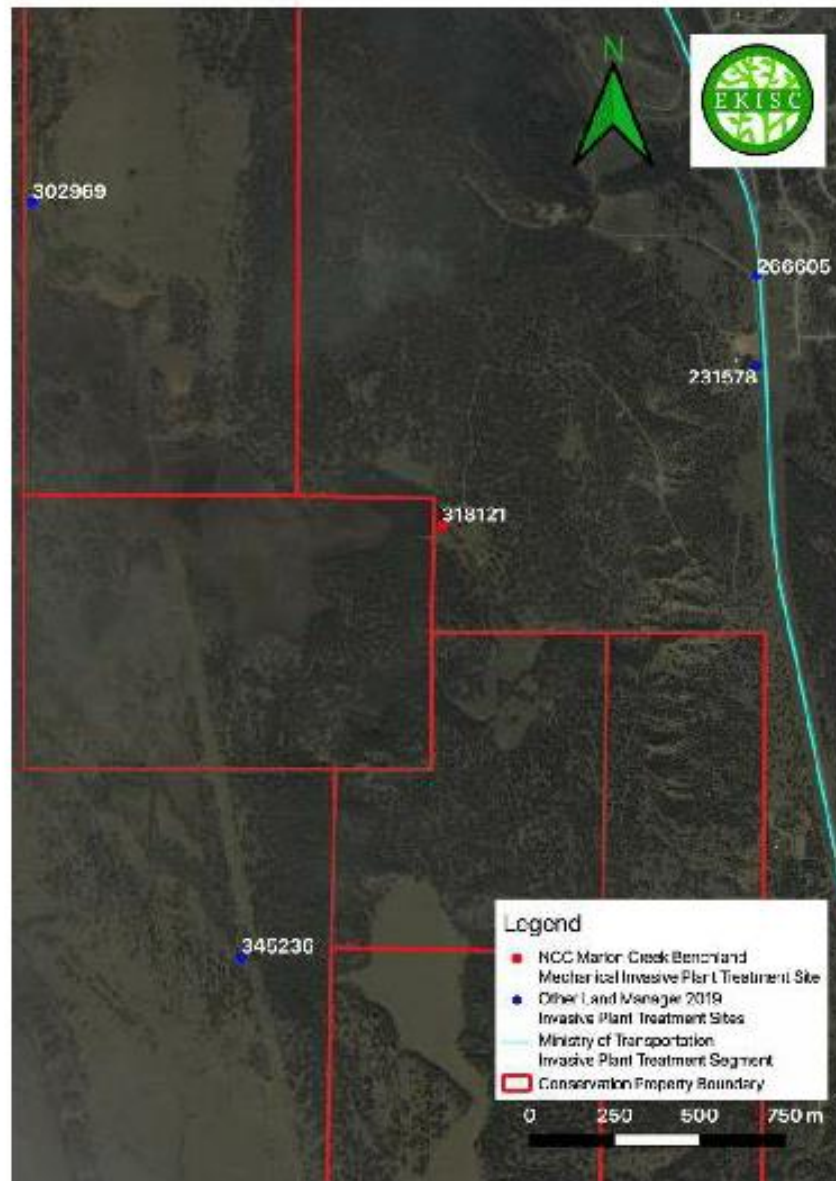 N
EKISC
302969
266605
231578
318121
345236
Legend
NCC Marion Creek Benchland
Mechanical Invasive Plant Treatment Site
Other Land Manager 2019
Invasive Plant Treatment Sites
Ministry of Transportation
Invasive Plant Treatment Segment
Conservation Property Boundary
0 250 500 750 m